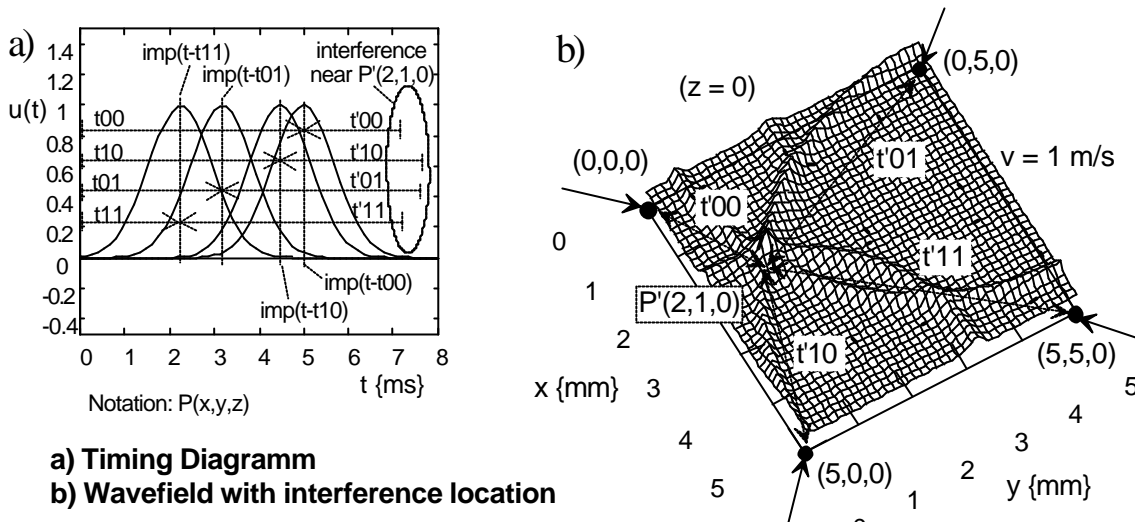 a)
u(t)
1.4
1.2
1
0.8
0.6
0.4
0.2
0
-0.2
-0.4
imp(t-t11)
imp(t-t01)
interference
near P'(2,1,0)
t00
t'00
t10
t'10
t01
t'01
t11
t'11
imp(t-t00)
imp(t-t10)
0 1 2 3 4 5 6 7 8
t {ms}
Notation: P(x,y,z)
b)
(z = 0)
(0,5,0)
(0,0,0)
t'01
v = 1 m/s
t'00
t'11
P'(2,1,0)
t'10
(5,5,0)
(5,0,0)
0
1
2
3
4
5
x {mm}
1
2
3
4
5
y {mm}
a) Timing Diagramm
b) Wavefield with interference location